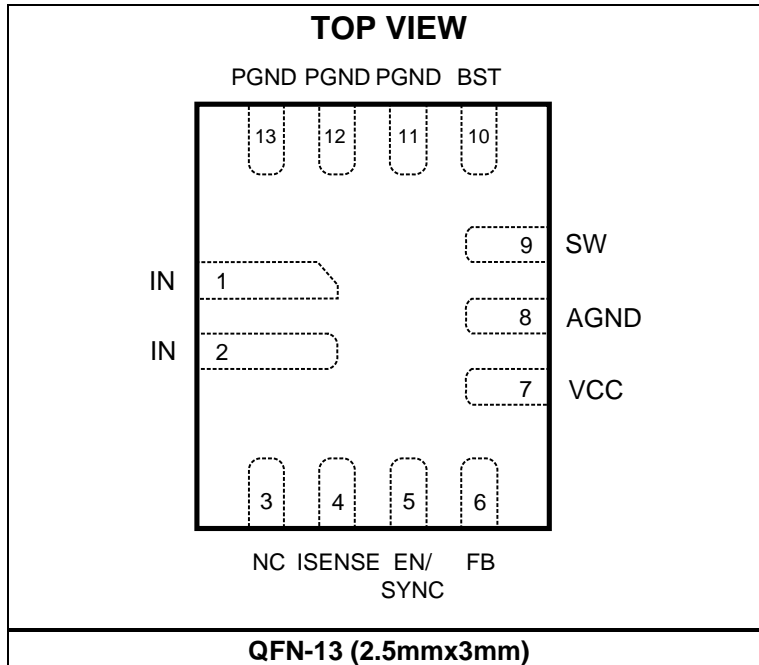 TOP VIEW
PGND PGND PGND BST
13 12 11 10
9 SW
IN 1
8 AGND
IN 2
7 VCC
3 4 5 6
NC ISENSE EN/ FB
SYNC
QFN-13 (2.5mmx3mm)